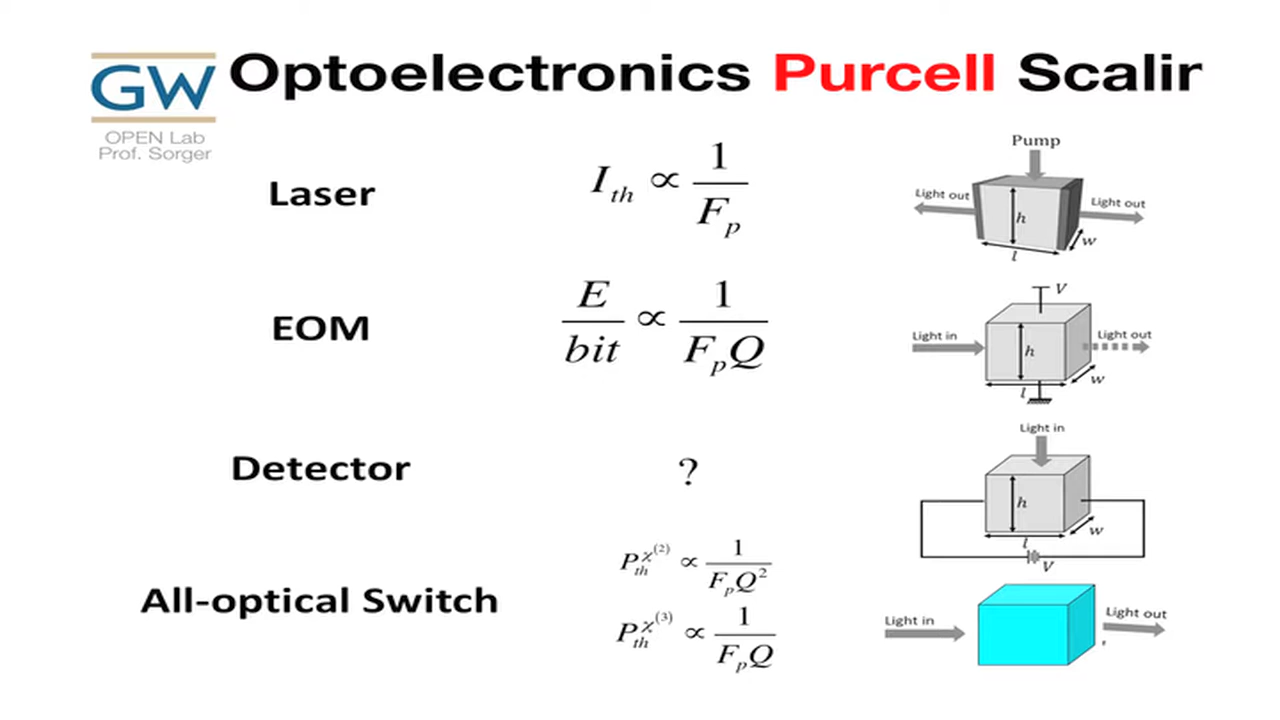 GW
OPEN Lab
Prof. Sorger
Optoelectronics Purcell Scalin
Laser
I_th ∝ 1/F_p
Pump
Light out
Light out
h
w
l
EOM
E/bit ∝ 1/(F_p Q)
V
Light in
Light out
h
w
l
Detector
?
Light in
h
w
l
V
All-optical Switch
P_th^χ^(2) ∝ 1/(F_p Q^2)
P_th^χ^(3) ∝ 1/(F_p Q)
Light in
Light out